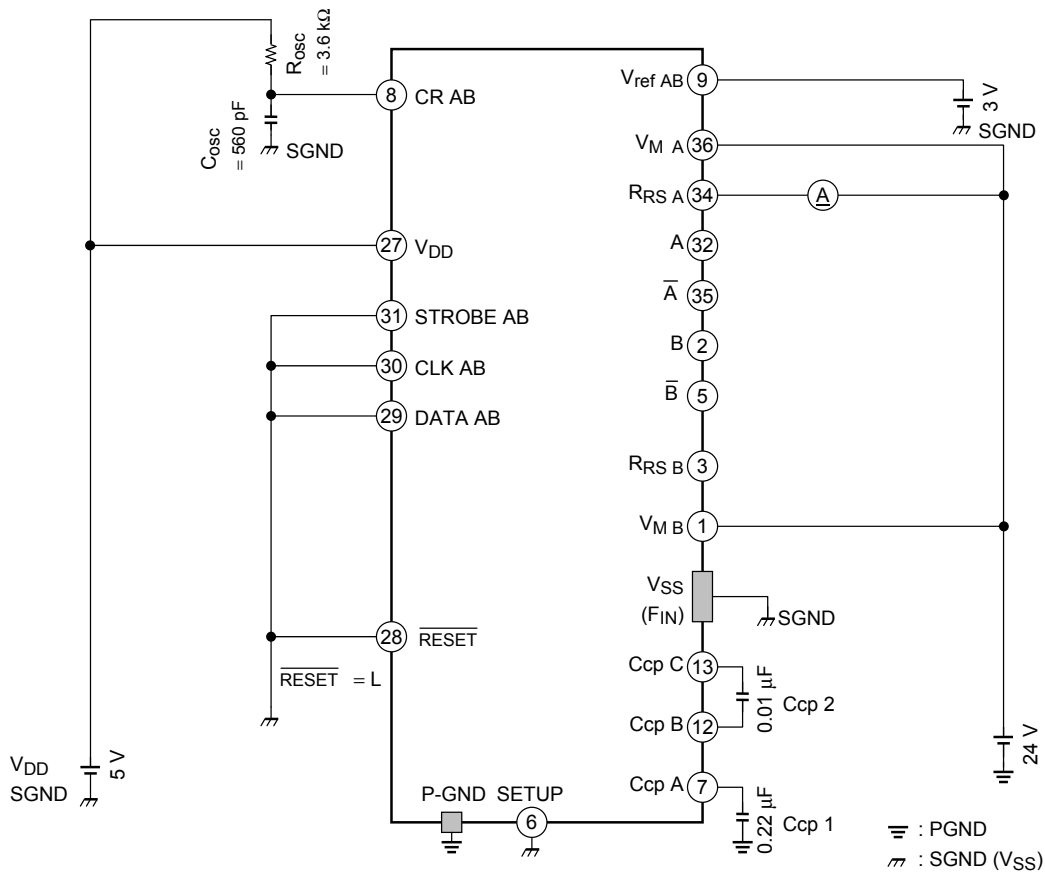 Rosc
= 3.6 kΩ
Cosc
= 560 pF
SGND
8 CR AB
27 VDD
31 STROBE AB
30 CLK AB
29 DATA AB
28 RESET
RESET = L
VDD
SGND
5 V
P-GND
SETUP
6
Vref AB 9
3 V
SGND
VM A 36
RRS A 34
A
A 32
A 35
B 2
B 5
RRS B 3
VM B 1
VSS
(FIN)
SGND
Ccp C 13
Ccp B 12
0.01 µF
Ccp 2
Ccp A 7
0.22 µF
Ccp 1
24 V
: PGND
: SGND (VSS)